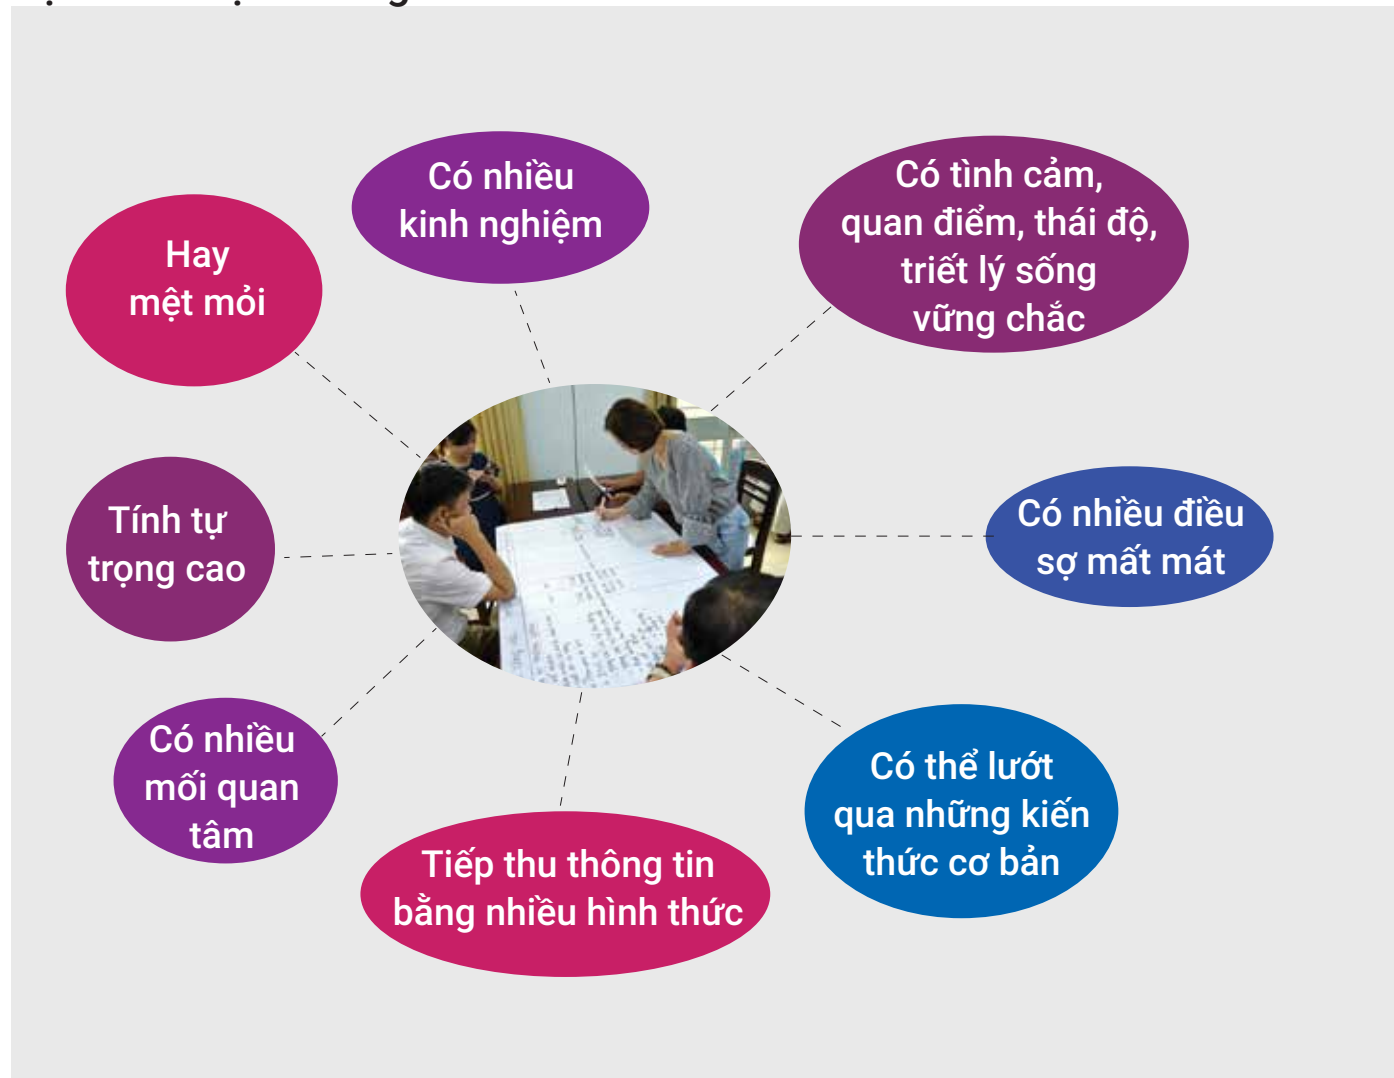 Có nhiều
kinh nghiệm
Có tình cảm,
quan điểm, thái độ,
triết lý sống
vững chắc
Hay
mệt mỏi
Có nhiều điều
sợ mất mát
Tính tự
trọng cao
Có thể lướt
qua những kiến
thức cơ bản
Có nhiều
mối quan
tâm
Tiếp thu thông tin
bằng nhiều hình thức